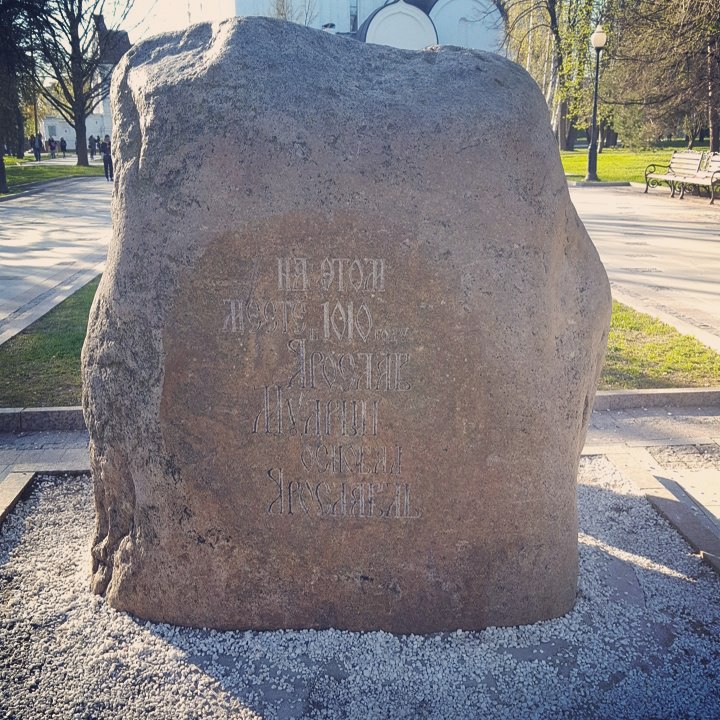 На этом
месте в 1010 году
Ярослав
Мудрый
основал
Ярославль